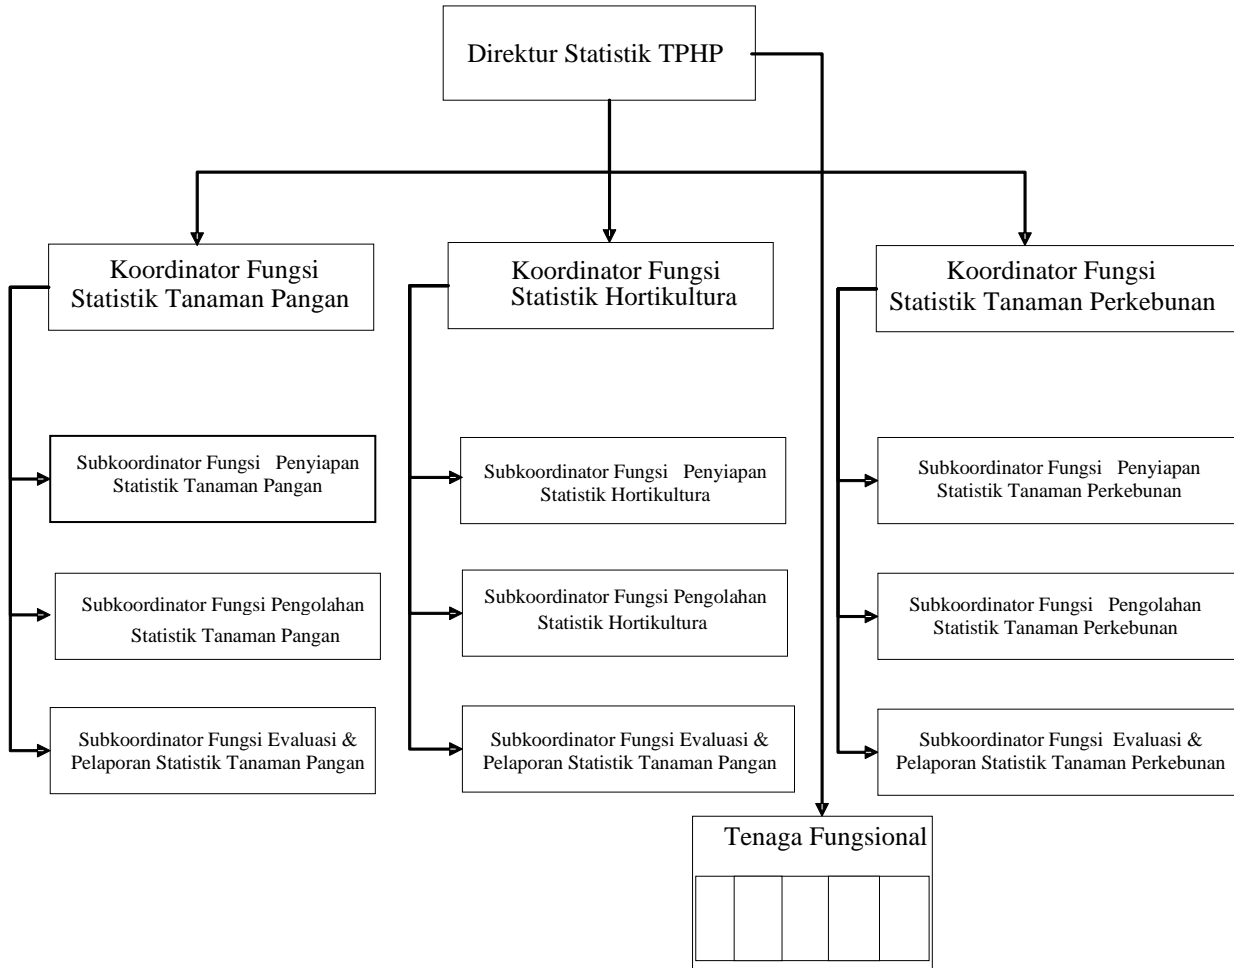 Direktur Statistik TPHP
Koordinator Fungsi
Statistik Tanaman Pangan
Koordinator Fungsi
Statistik Hortikultura
Koordinator Fungsi
Statistik Tanaman Perkebunan
Subkoordinator Fungsi Penyiapan
Statistik Tanaman Pangan
Subkoordinator Fungsi Penyiapan
Statistik Hortikultura
Subkoordinator Fungsi Penyiapan
Statistik Tanaman Perkebunan
Subkoordinator Fungsi Pengolahan
Statistik Tanaman Pangan
Subkoordinator Fungsi Pengolahan
Statistik Hortikultura
Subkoordinator Fungsi Pengolahan
Statistik Tanaman Perkebunan
Subkoordinator Fungsi Evaluasi &
Pelaporan Statistik Tanaman Pangan
Subkoordinator Fungsi Evaluasi &
Pelaporan Statistik Tanaman Pangan
Subkoordinator Fungsi Evaluasi &
Pelaporan Statistik Tanaman Perkebunan
Tenaga Fungsional